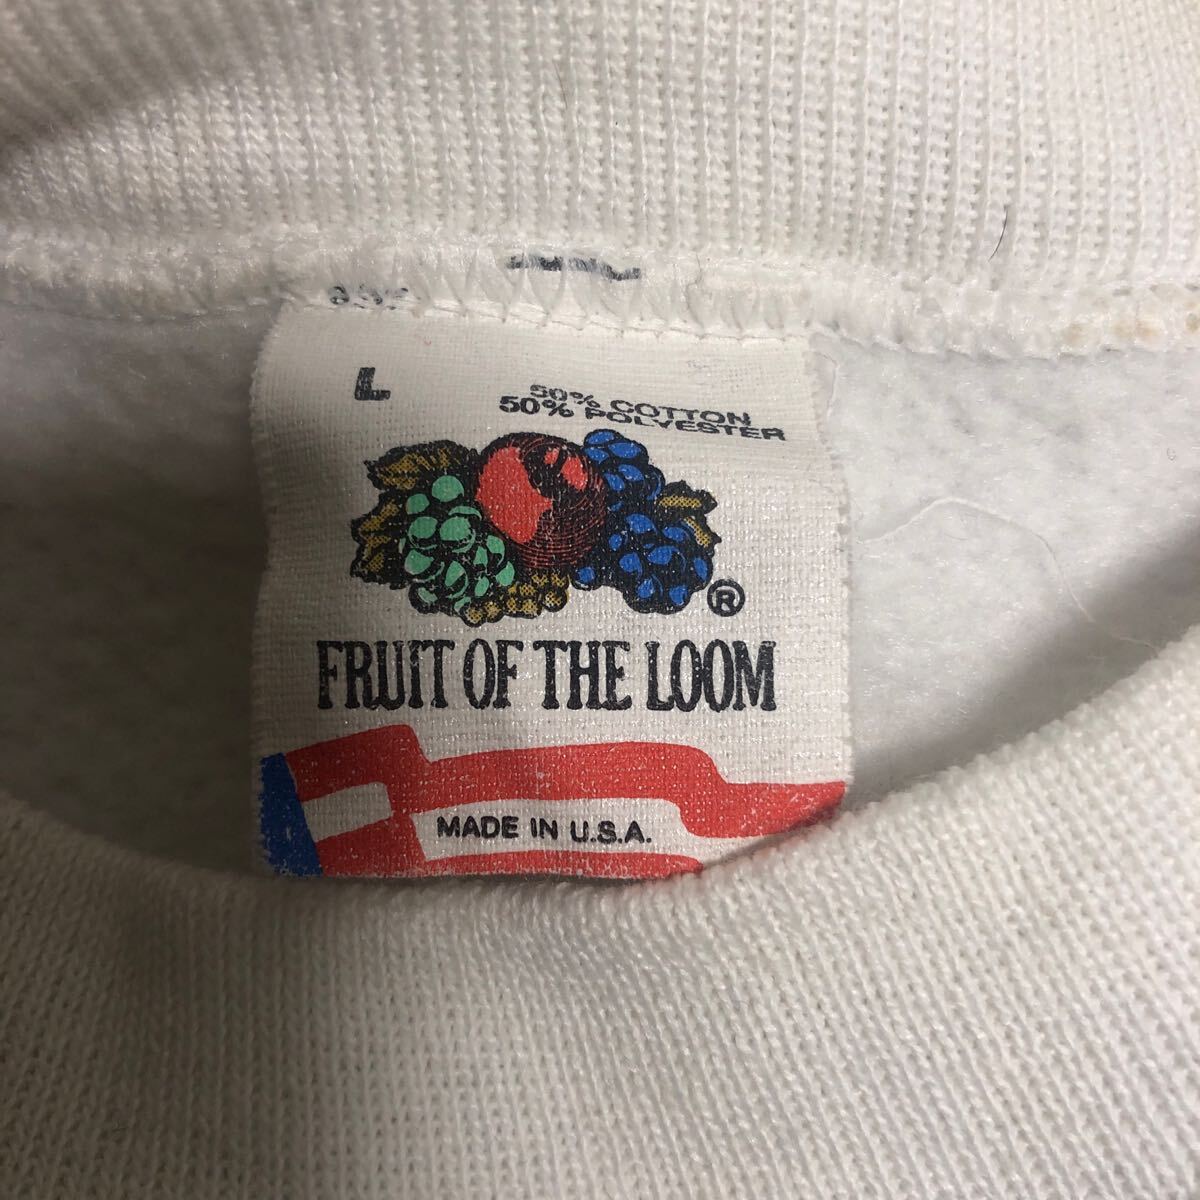 L
50% COTTON
50% POLYESTER
®
FRUIT OF THE LOOM
MADE IN U.S.A.